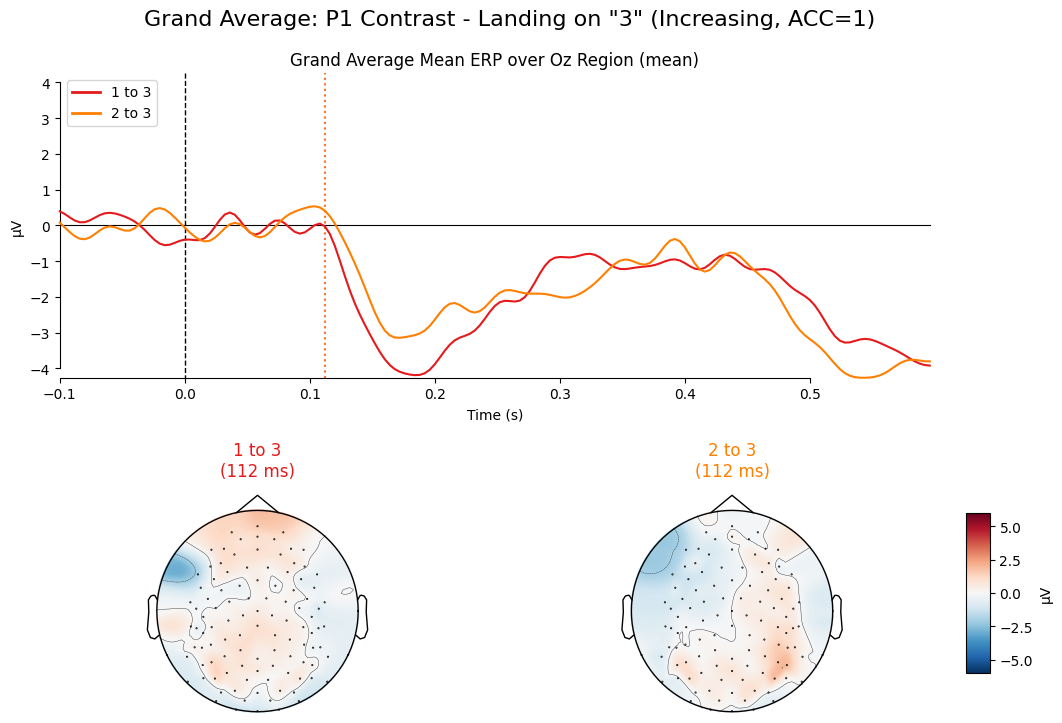 Grand Average: P1 Contrast - Landing on "3" (Increasing, ACC=1)
Grand Average Mean ERP over Oz Region (mean)
1 to 3
2 to 3
µV
4
3
2
1
0
−1
−2
−3
−4
−0.1
0.0
0.1
0.2
0.3
0.4
0.5
Time (s)
1 to 3
(112 ms)
2 to 3
(112 ms)
5.0
2.5
0.0
−2.5
−5.0
µV